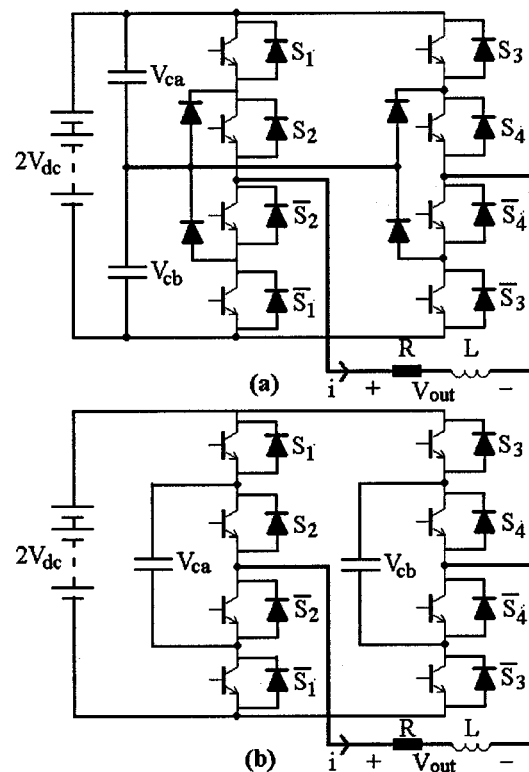 S1 S3
Vca
S2 S4
2Vdc
S̅2 S̅4
Vcb
S̅1 S̅3
R L
(a) i + Vout −
S1 S3
S2 S4
2Vdc Vca Vcb
S̅2 S̅4
S̅1 S̅3
R L
(b) i + Vout −